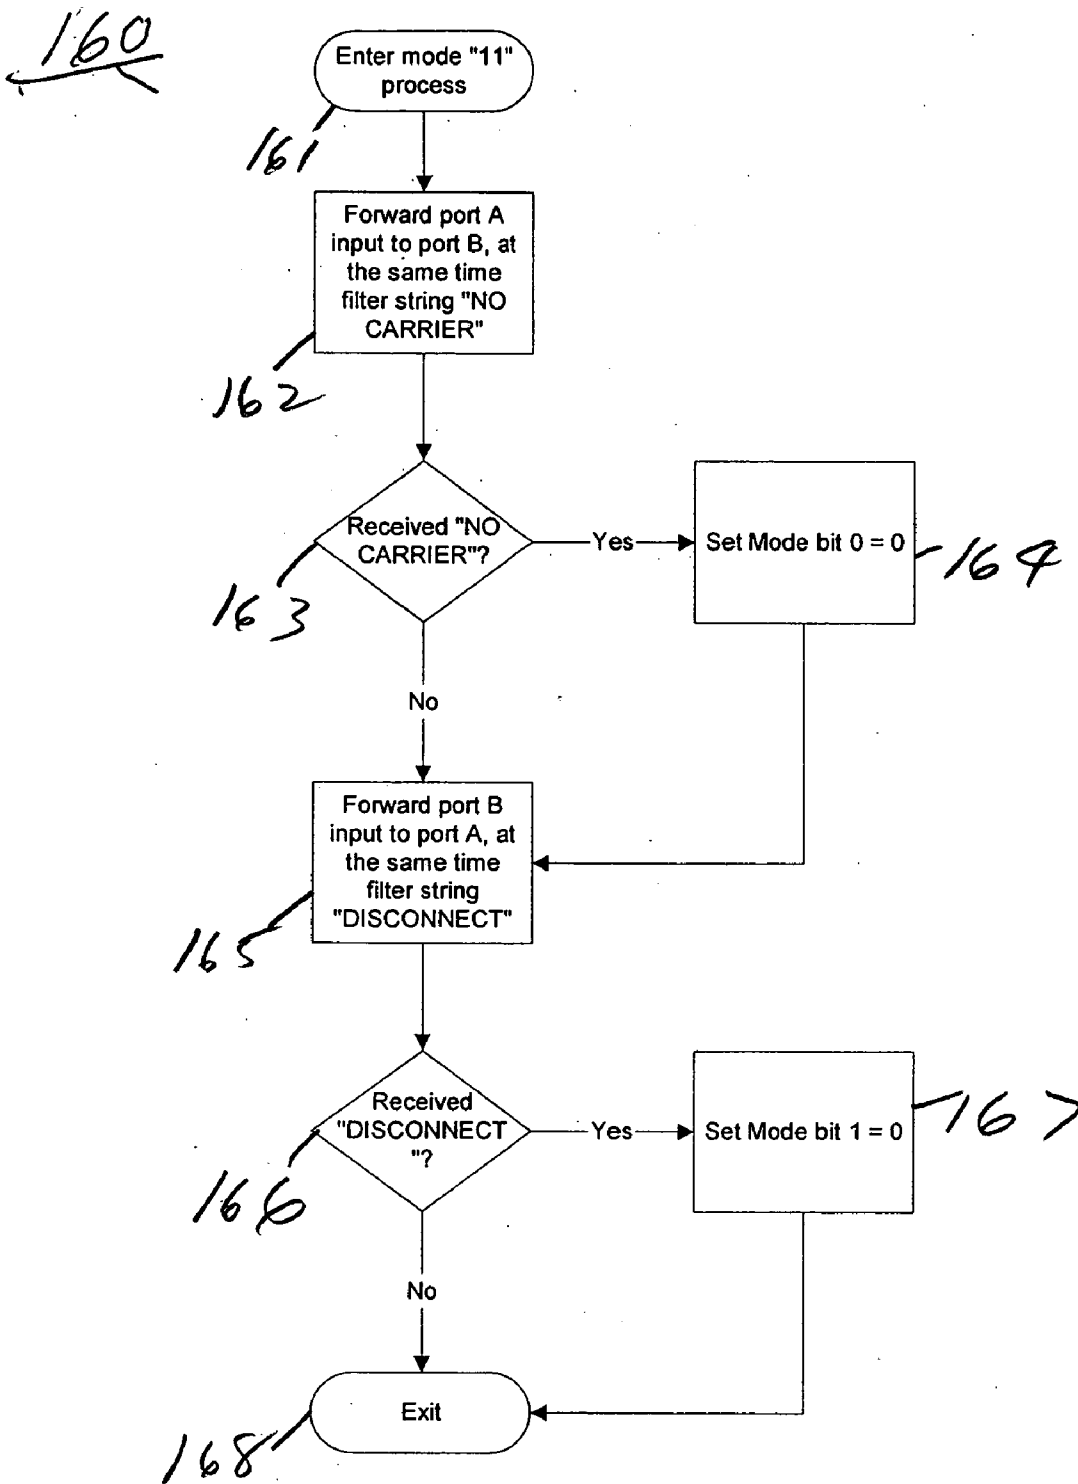 160
Enter mode "11"
process
161
Forward port A
input to port B, at
the same time
filter string "NO
CARRIER"
162
Received "NO
CARRIER"?
Yes
Set Mode bit 0 = 0
164
163
No
Forward port B
input to port A, at
the same time
filter string
"DISCONNECT"
165
Received
"DISCONNECT
"?
Yes
Set Mode bit 1 = 0
167
166
No
Exit
168